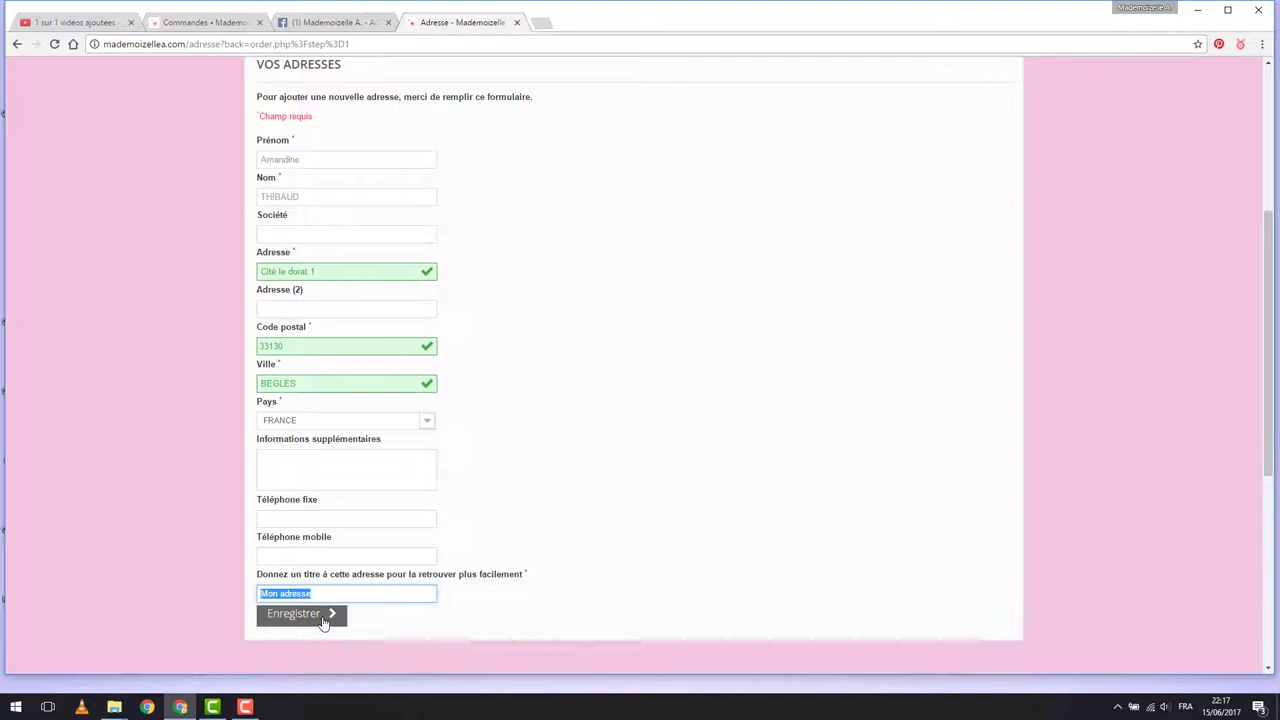 Mademoizelle A.
1 sur 1 vidéos ajoutées -
Commandes • Mademoi
(1) Mademoizelle A. - Ac
Adresse - Mademoizelle
mademoizellea.com/adresse?back=order.php%3Fstep%3D1
VOS ADRESSES
Pour ajouter une nouvelle adresse, merci de remplir ce formulaire.
*Champ requis
Prénom *
Amandine
Nom *
THIBAUD
Société
Adresse *
Cité le dorat 1
Adresse (2)
Code postal *
33130
Ville *
BEGLES
Pays *
FRANCE
Informations supplémentaires
Téléphone fixe
Téléphone mobile
Donnez un titre à cette adresse pour la retrouver plus facilement *
Mon adresse
Enregistrer
FRA
22:17
15/06/2017